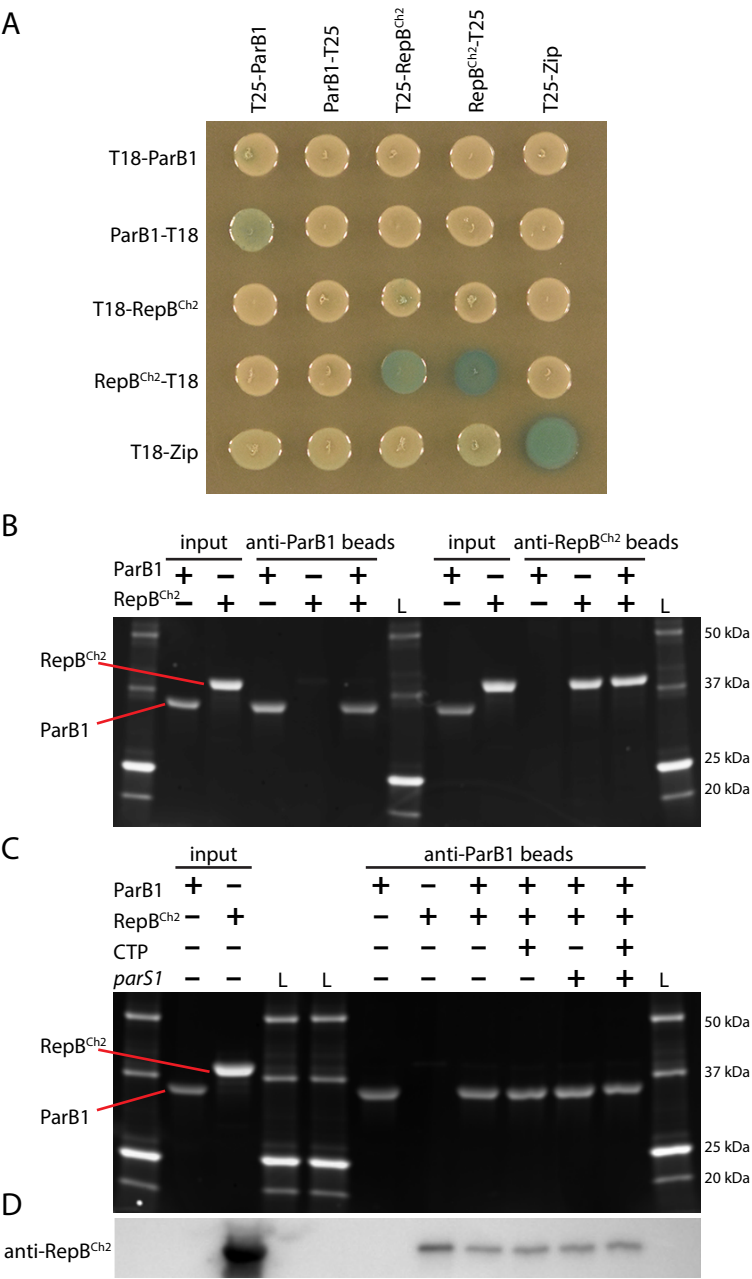 A
T25-ParB1
ParB1-T25
T25-RepBCh2
RepBCh2-T25
T25-Zip
T18-ParB1
ParB1-T18
T18-RepBCh2
RepBCh2-T18
T18-Zip
B
input anti-ParB1 beads input anti-RepBCh2 beads
ParB1 + − + − + + − + − +
RepBCh2 − + − + + L − + − + + L
50 kDa
RepBCh2
37 kDa
ParB1
25 kDa
20 kDa
C
input anti-ParB1 beads
ParB1 + − + − + + + +
RepBCh2 − + − + + + + +
CTP − − − − − + − +
parS1 − − L L − − − − + + L
50 kDa
RepBCh2
37 kDa
ParB1
25 kDa
20 kDa
D
anti-RepBCh2